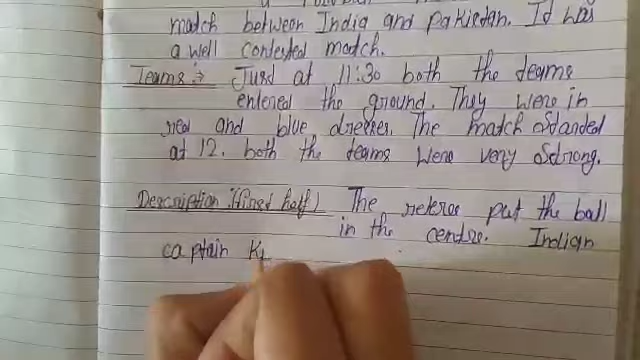 match between India and Pakistan. It was
a well contested match.
Teams :→ Just at 11:30 both the teams
entered the ground. They were in
red and blue dresses. The match standed
at 12. both the teams were very strong.
Description :(first half) The referee put the ball
in the centre. Indian
captain K